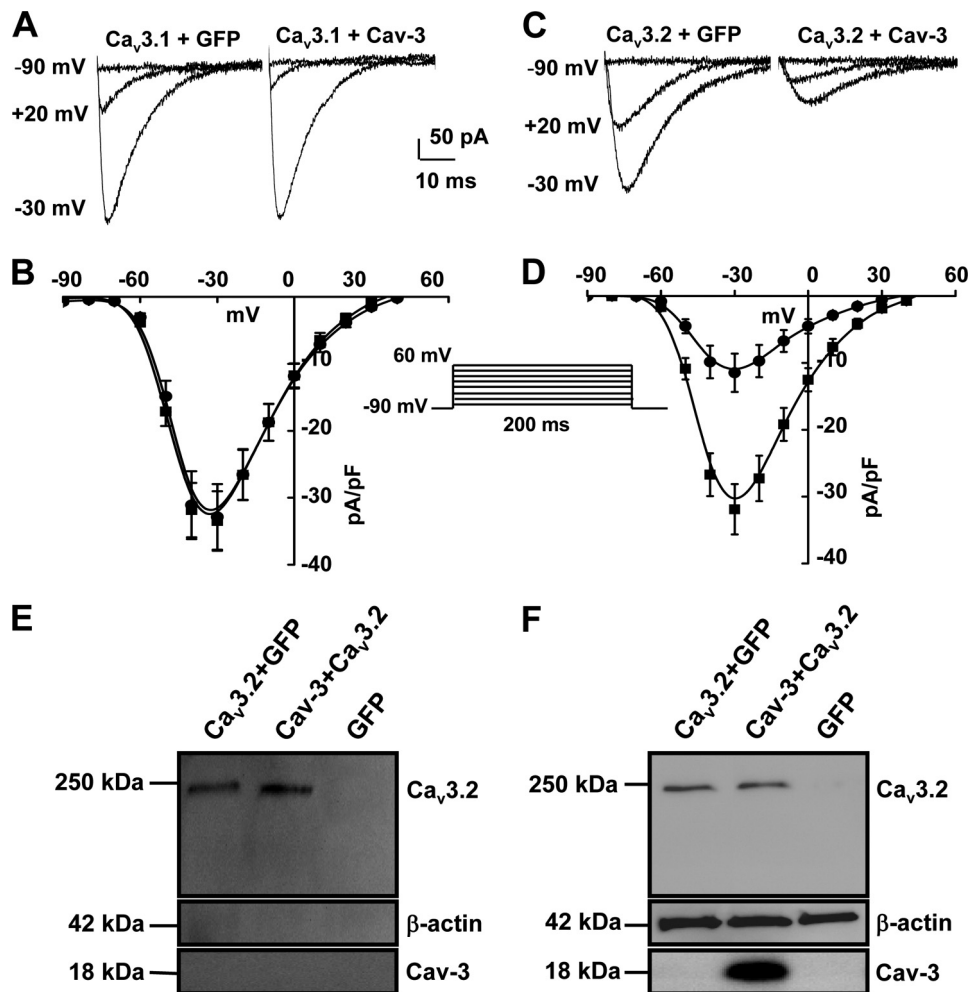 A
Cav3.1 + GFP
Cav3.1 + Cav-3
-90 mV
+20 mV
-30 mV
50 pA
10 ms
C
Cav3.2 + GFP
Cav3.2 + Cav-3
-90 mV
+20 mV
-30 mV
B
-90 -60 -30 0 30 60
mV
-10
-20
-30
-40
pA/pF
60 mV
-90 mV
200 ms
D
-90 -60 -30 0 30 60
mV
-10
-20
-30
-40
pA/pF
E
Cav3.2+GFP
Cav-3+Cav3.2
GFP
250 kDa
Cav3.2
42 kDa
β-actin
18 kDa
Cav-3
F
Cav3.2+GFP
Cav-3+Cav3.2
GFP
250 kDa
Cav3.2
42 kDa
β-actin
18 kDa
Cav-3